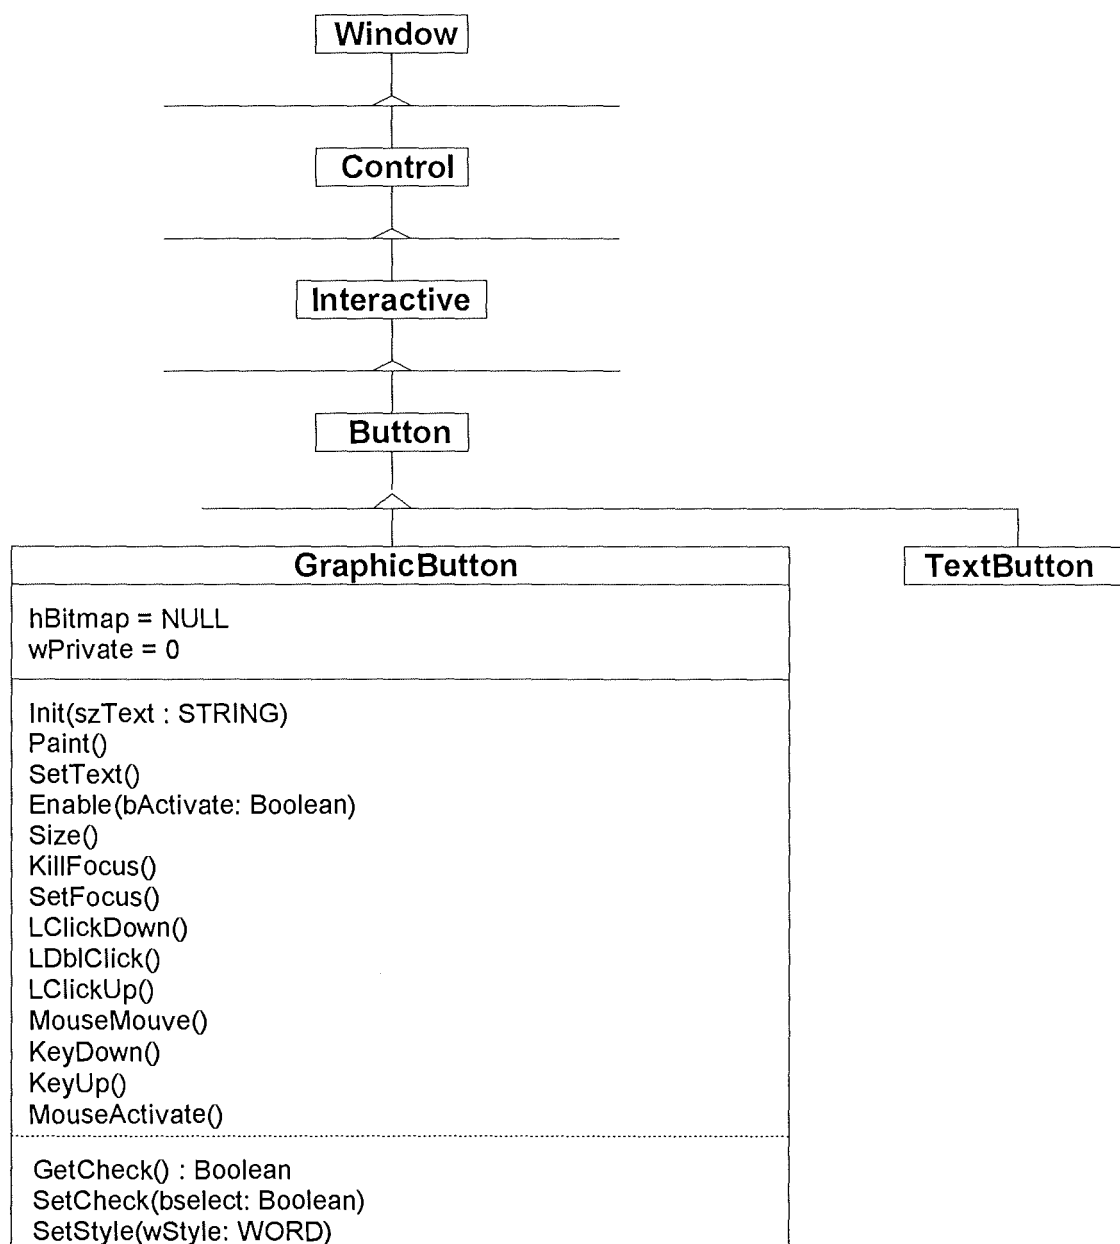 Window
Control
Interactive
Button
GraphicButton
TextButton
hBitmap = NULL
wPrivate = 0
Init(szText : STRING)
Paint()
SetText()
Enable(bActivate: Boolean)
Size()
KillFocus()
SetFocus()
LClickDown()
LDblClick()
LClickUp()
MouseMouve()
KeyDown()
KeyUp()
MouseActivate()
GetCheck() : Boolean
SetCheck(bselect: Boolean)
SetStyle(wStyle: WORD)